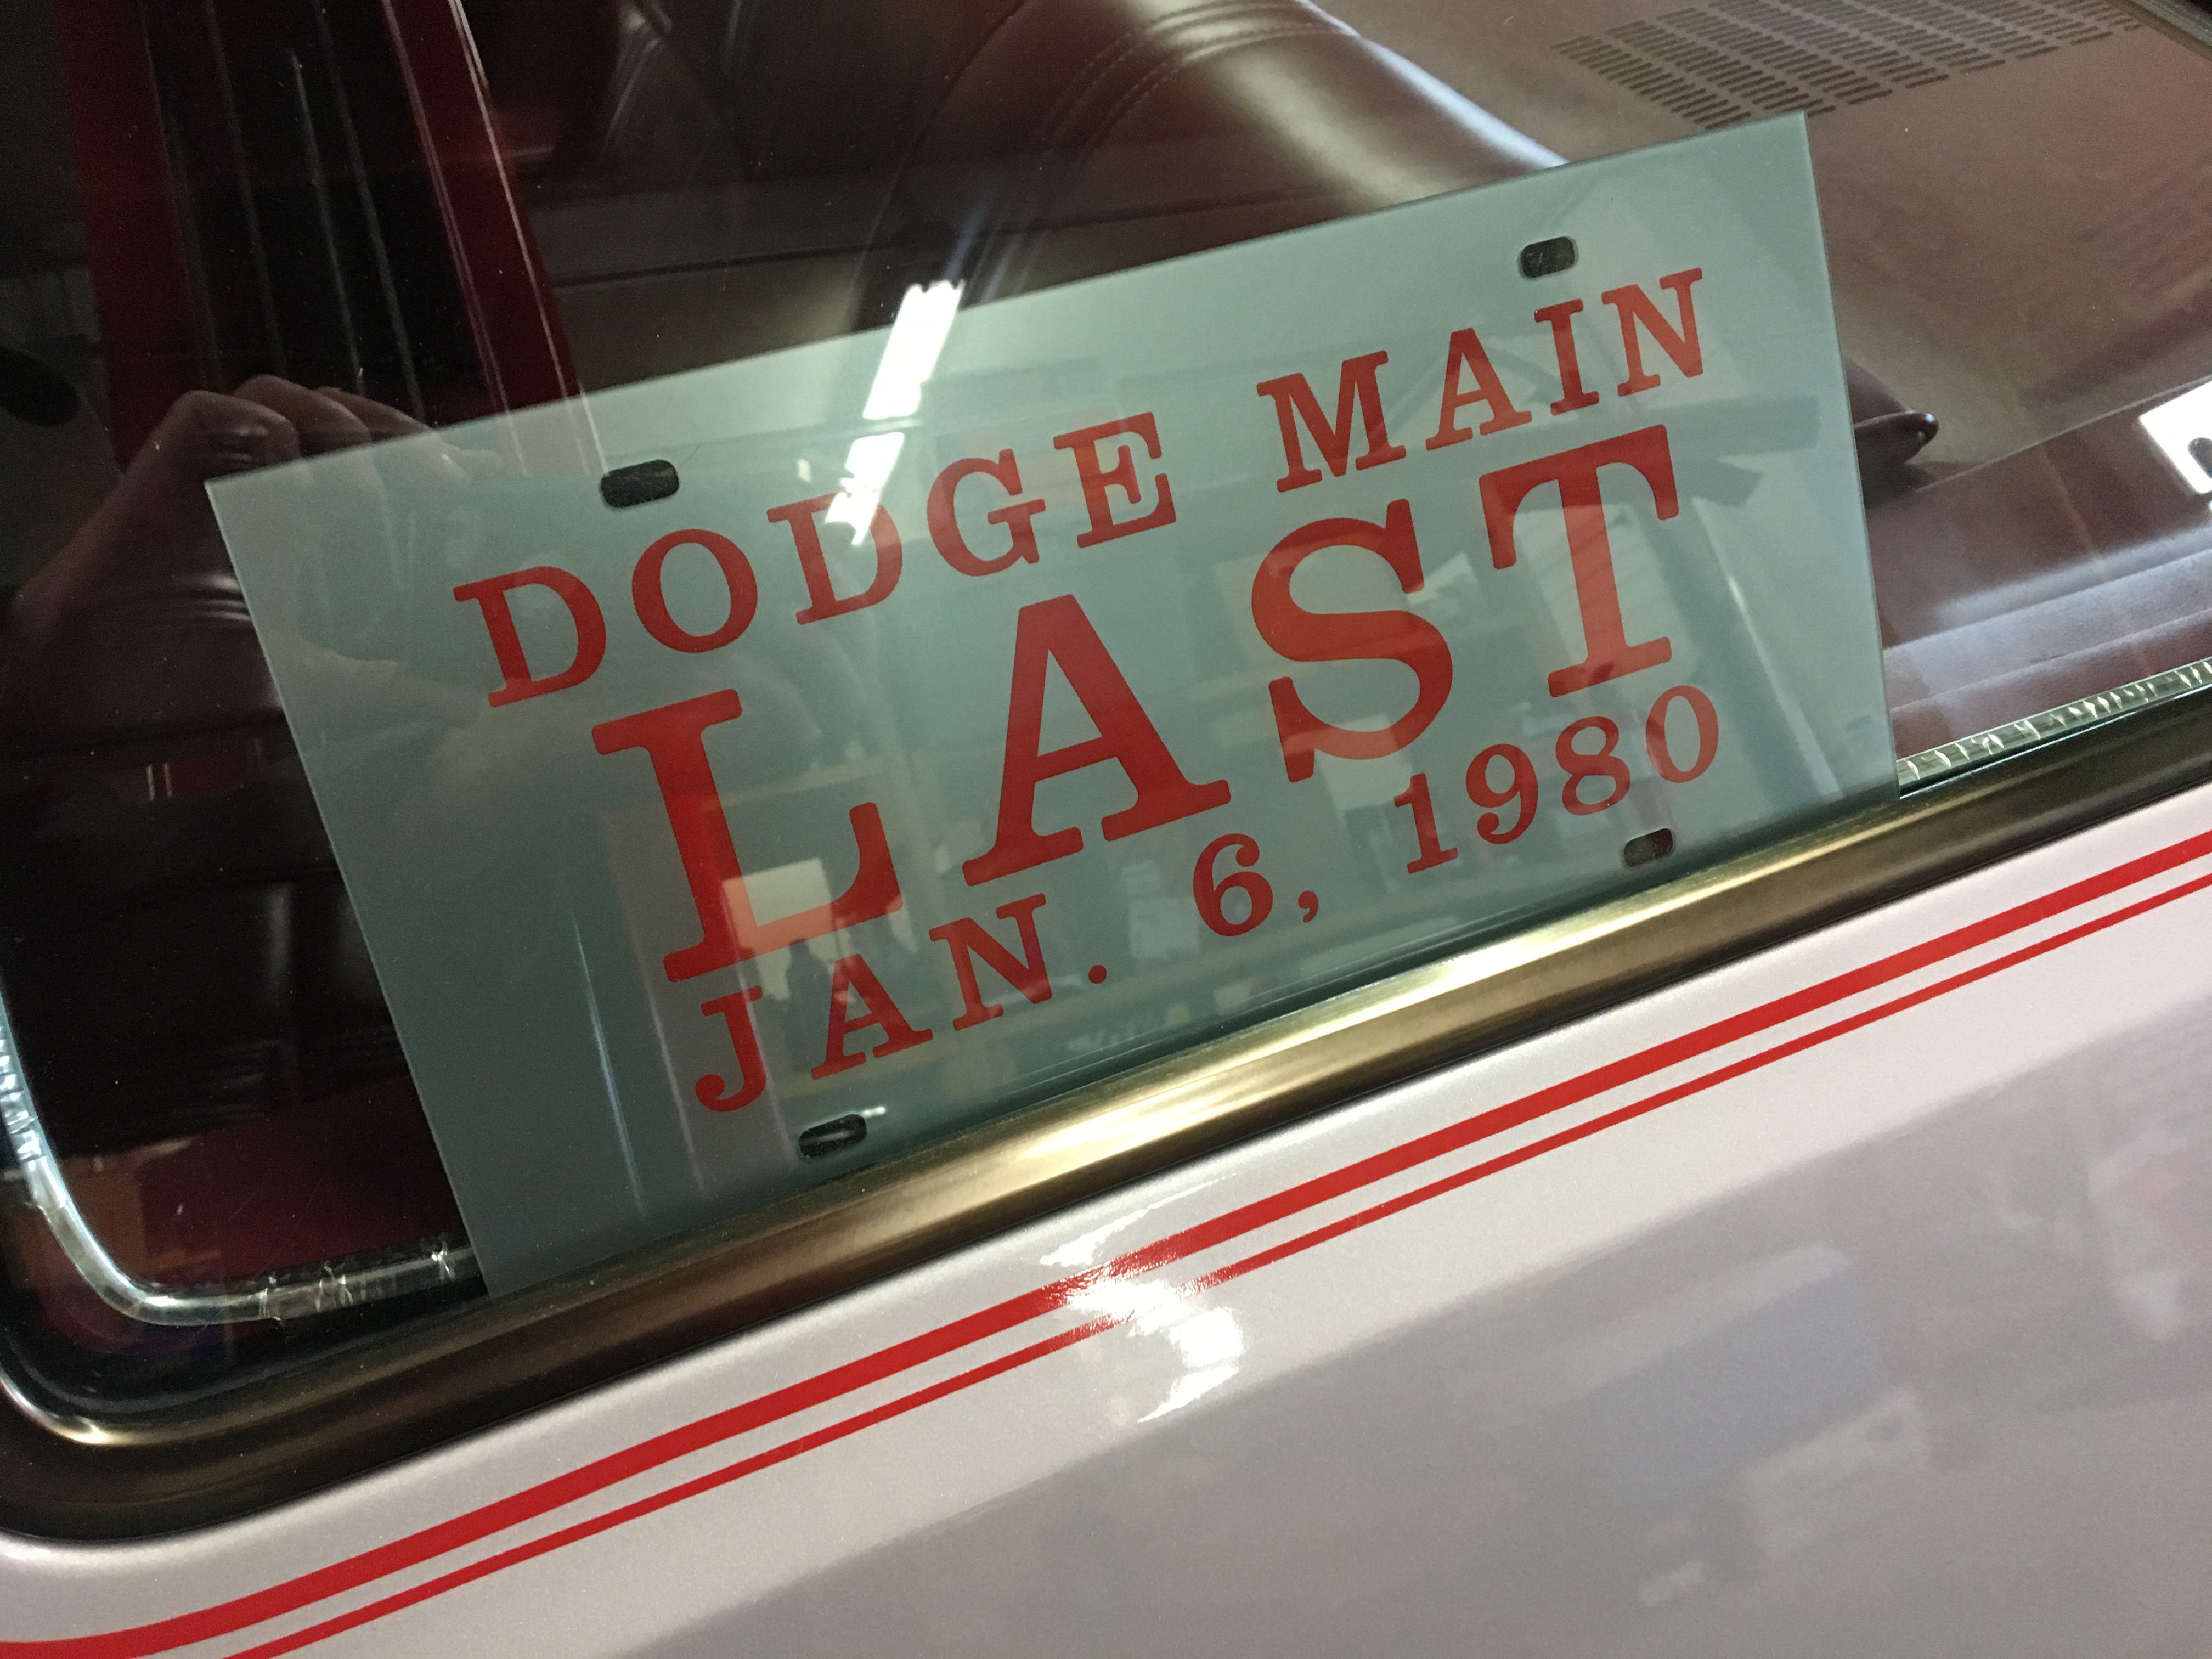 DODGE MAIN
LAST
JAN. 6, 1980